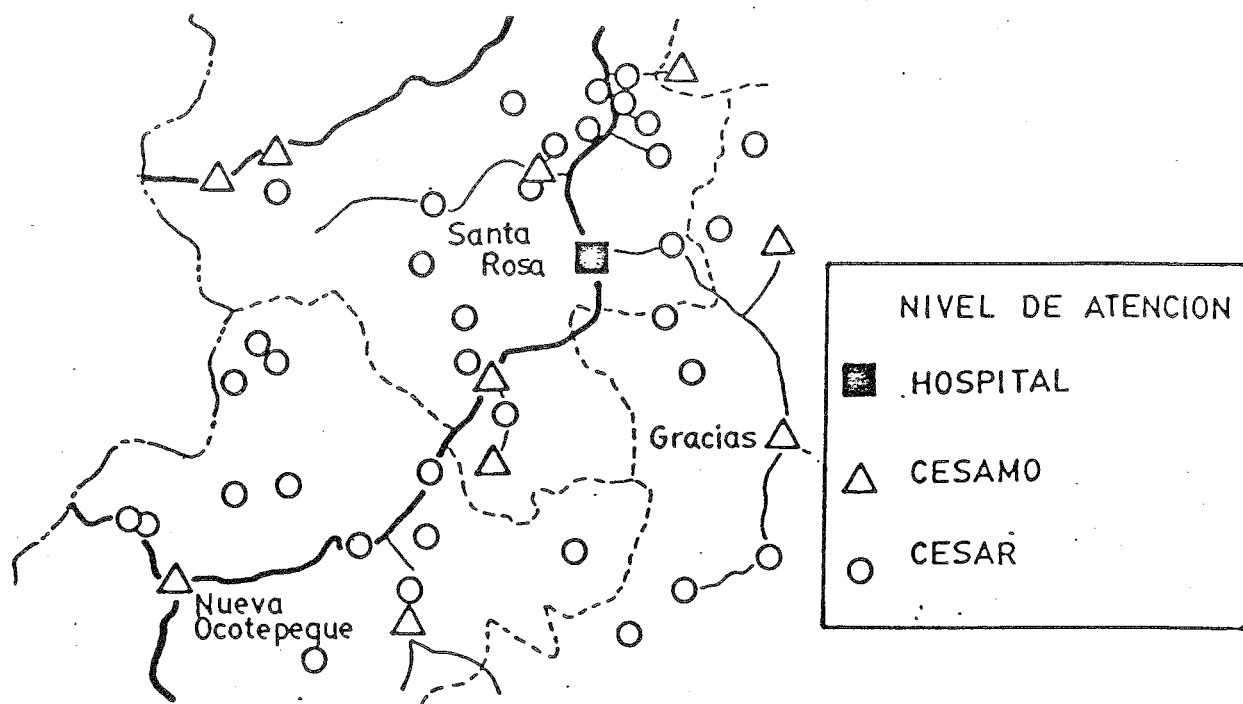 Santa
Rosa
Gracias
Nueva
Ocotepeque
NIVEL DE ATENCION
HOSPITAL
CESAMO
CESAR